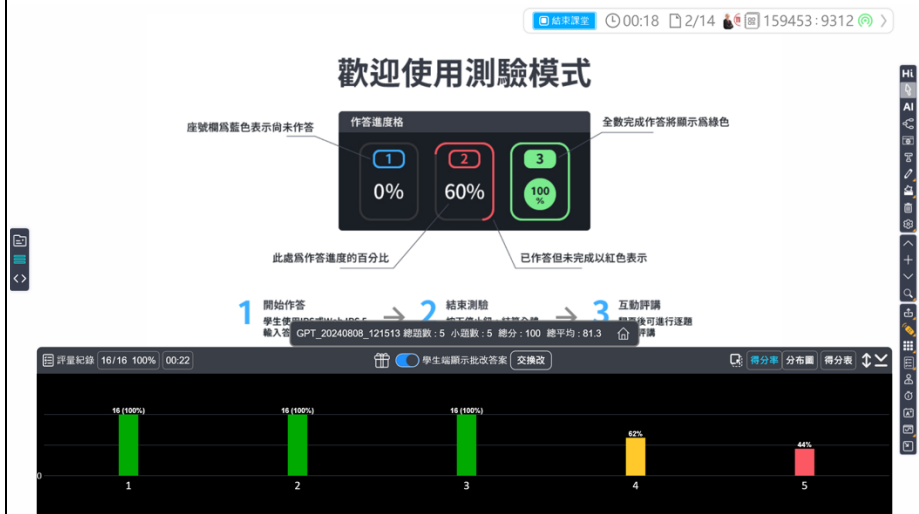 結束課堂 00:18 2/14 159453:9312
歡迎使用測驗模式
座號欄爲藍色表示尚未作答
作答進度格
全數完成作答將顯示爲綠色
1 2 3
0% 60% 100%
此處爲作答進度的百分比
已作答但未完成以紅色表示
1 開始作答
2 結束測驗
3 互動評講
輸入答
GPT_20240808_121513 總題數:5 小題數:5 總分:100 總平均:81.3
評量紀錄 16/16 100% 00:22
學生端顯示批改答案 交換改
得分率 分布圖 得分表
16 (100%) 16 (100%) 16 (100%) 62% 44%
0
1 2 3 4 5
Hi
AI